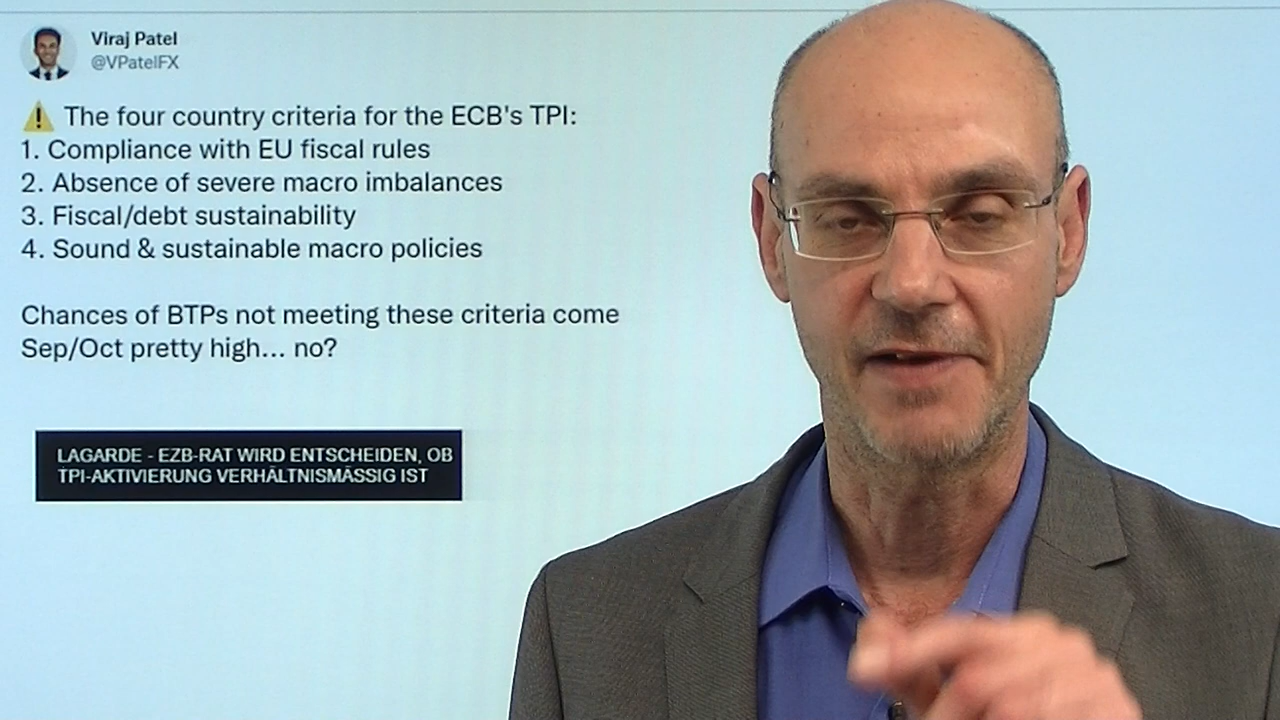 Viraj Patel
@VPatelFX
⚠️ The four country criteria for the ECB's TPI:
1. Compliance with EU fiscal rules
2. Absence of severe macro imbalances
3. Fiscal/debt sustainability
4. Sound & sustainable macro policies
Chances of BTPs not meeting these criteria come
Sep/Oct pretty high... no?
LAGARDE - EZB-RAT WIRD ENTSCHEIDEN, OB
TPI-AKTIVIERUNG VERHÄLTNISMÄSSIG IST